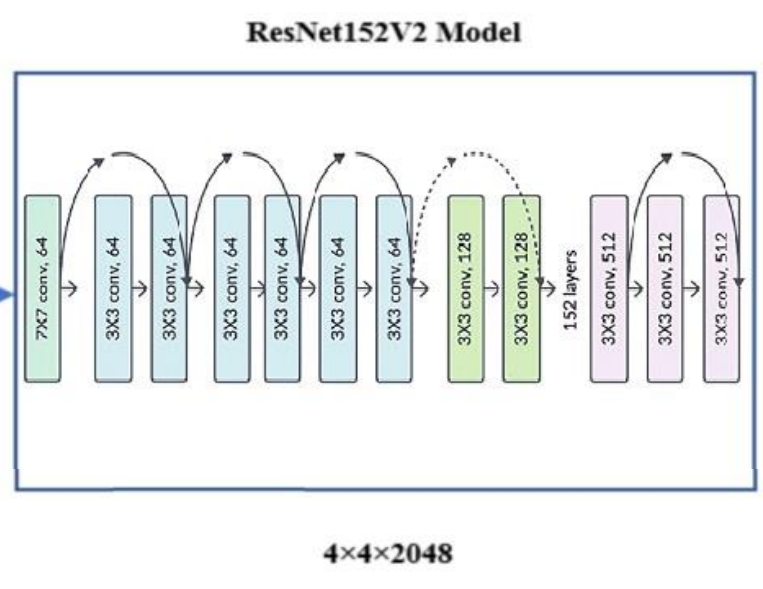 ResNet152V2 Model
7X7 conv, 64
3X3 conv, 64
3X3 conv, 64
3X3 conv, 64
3X3 conv, 64
3X3 conv, 64
3X3 conv, 64
3X3 conv, 128
3X3 conv, 128
152 layers
3X3 conv, 512
3X3 conv, 512
3X3 conv, 512
4×4×2048